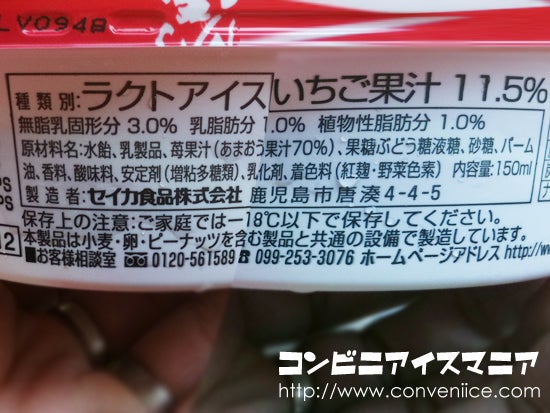 LV0948
種類別:ラクトアイス いちご果汁 11.5%
無脂乳固形分 3.0% 乳脂肪分 1.0% 植物性脂肪分 1.0%
原材料名:水飴、乳製品、苺果汁(あまおう果汁70%)、果糖ぶどう糖液糖、砂糖、パーム
油、香料、酸味料、安定剤(増粘多糖類)、乳化剤、着色料(紅麹・野菜色素) 内容量:150ml
製造者:セイカ食品株式会社 鹿児島市唐湊4-4-5
保存上の注意:ご家庭では-18℃以下で保存してください。
本製品は小麦・卵・ピーナッツを含む製品と共通の設備で製造しています。
■お客様相談室 0120-561589 ☎099-253-3076 ホームページアドレス http://w
PS
PS
12
コンビニアイスマニア
http://www.conveniice.com/